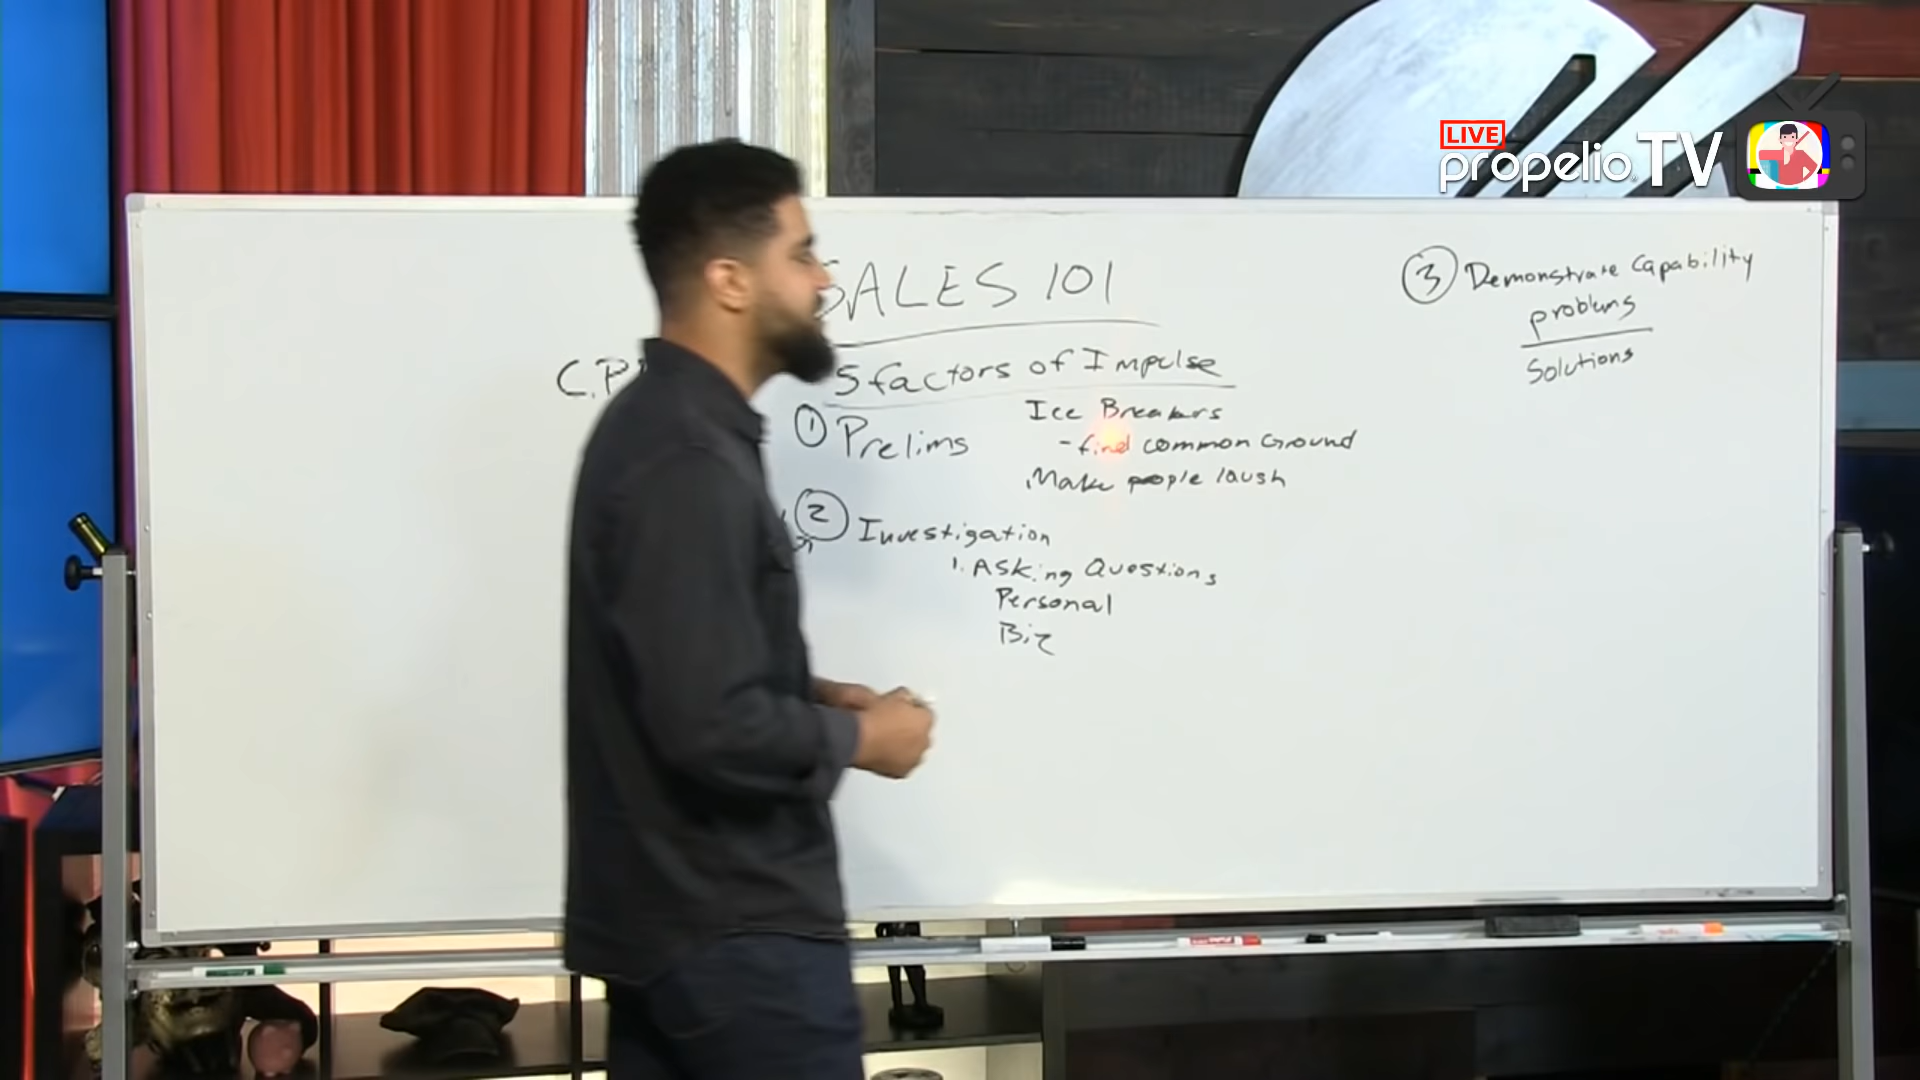 LIVE
propelio TV
SALES 101
C.P.
5 factors of Impulse
① Prelims
Ice Breakers
- find common Ground
Make people laugh
② Investigation
1. Asking Questions
Personal
Biz
③ Demonstrate Capability
problems
Solutions